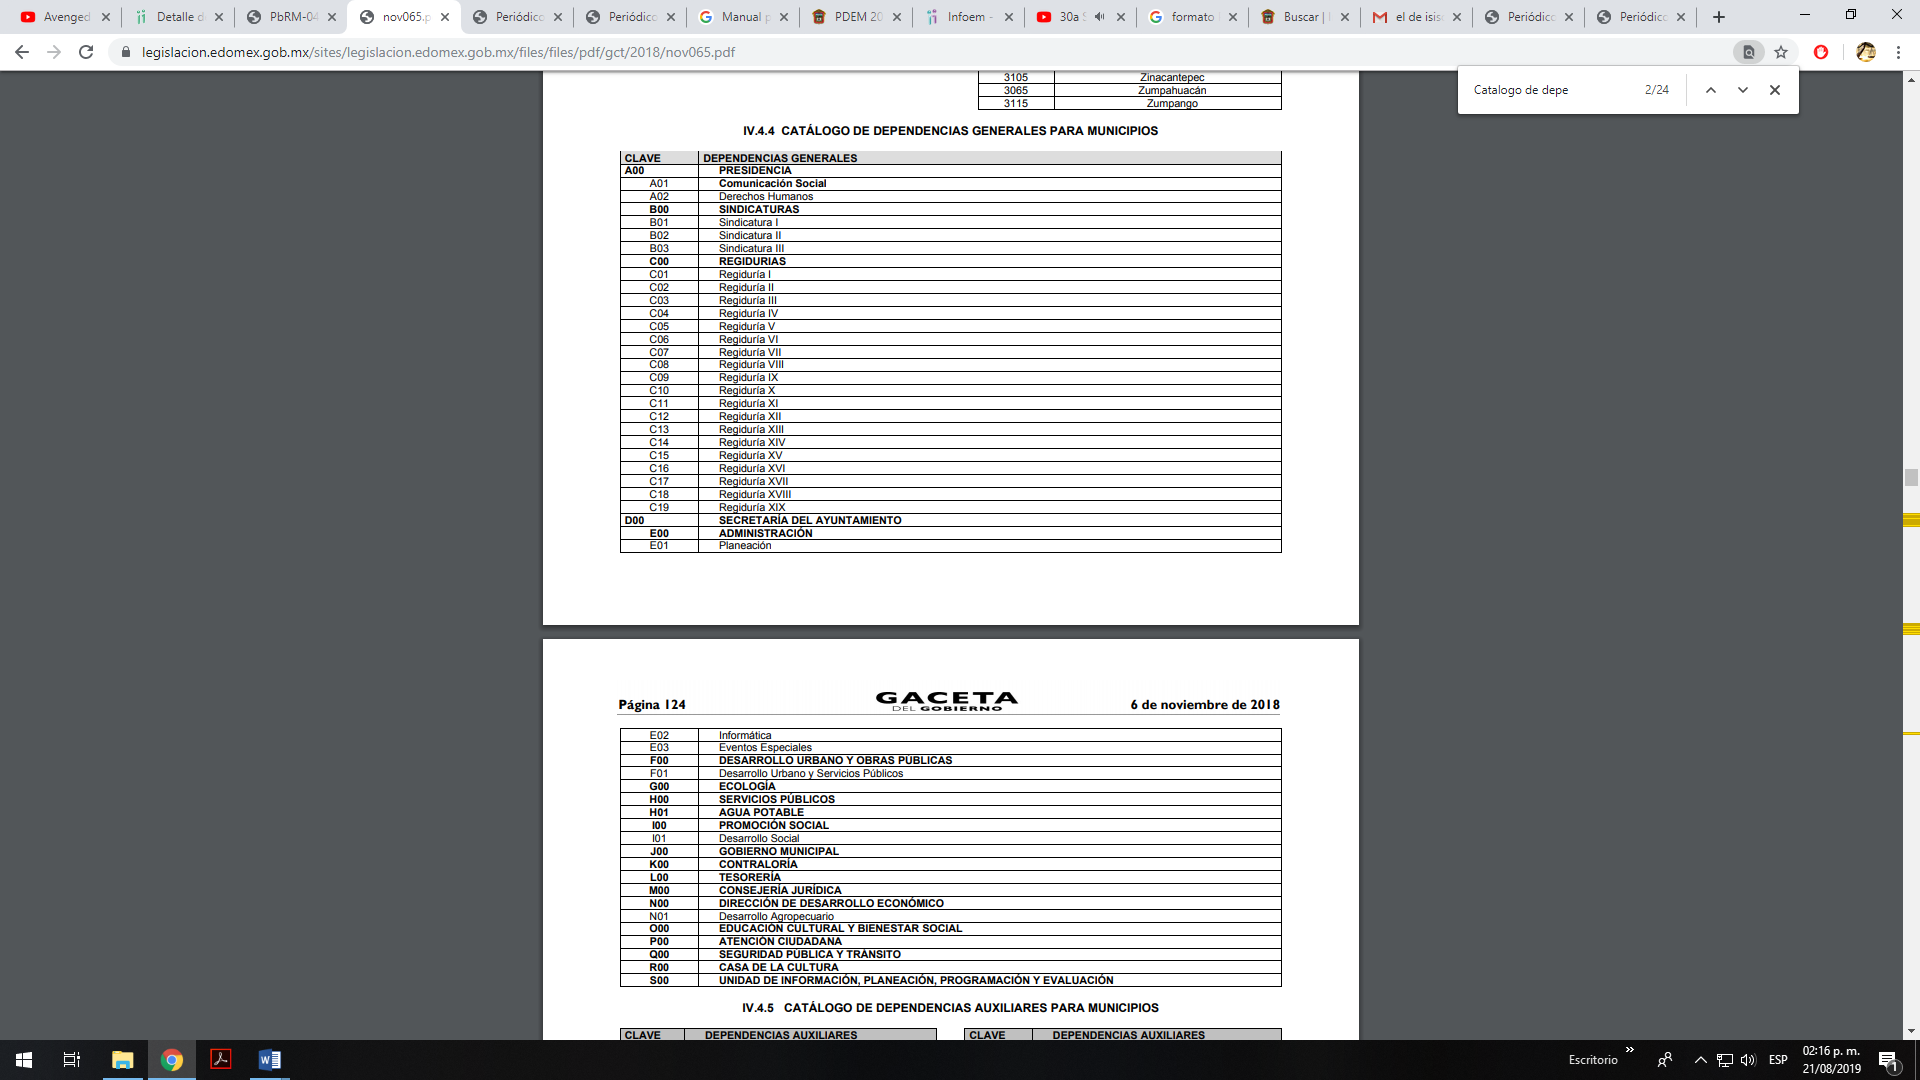 Avenged
Detalle d
PbRM-04
nov065.p
Periódico
Periódico
Manual p
PDEM 20
Infoem -
30a S
formato
Buscar |
el de isis
Periódico
Periódico
legislacion.edomex.gob.mx/sites/legislacion.edomex.gob.mx/files/files/pdf/gct/2018/nov065.pdf
Catalogo de depe 2/24
3105 Zinacantepec
3065 Zumpahuacán
3115 Zumpango
IV.4.4 CATÁLOGO DE DEPENDENCIAS GENERALES PARA MUNICIPIOS
CLAVE DEPENDENCIAS GENERALES
A00 PRESIDENCIA
A01 Comunicación Social
A02 Derechos Humanos
B00 SINDICATURAS
B01 Sindicatura I
B02 Sindicatura II
B03 Sindicatura III
C00 REGIDURIAS
C01 Regiduría I
C02 Regiduría II
C03 Regiduría III
C04 Regiduría IV
C05 Regiduría V
C06 Regiduría VI
C07 Regiduría VII
C08 Regiduría VIII
C09 Regiduría IX
C10 Regiduría X
C11 Regiduría XI
C12 Regiduría XII
C13 Regiduría XIII
C14 Regiduría XIV
C15 Regiduría XV
C16 Regiduría XVI
C17 Regiduría XVII
C18 Regiduría XVIII
C19 Regiduría XIX
D00 SECRETARÍA DEL AYUNTAMIENTO
E00 ADMINISTRACIÓN
E01 Planeación
Página 124 GACETA DEL GOBIERNO 6 de noviembre de 2018
E02 Informática
E03 Eventos Especiales
F00 DESARROLLO URBANO Y OBRAS PÚBLICAS
F01 Desarrollo Urbano y Servicios Públicos
G00 ECOLOGÍA
H00 SERVICIOS PÚBLICOS
H01 AGUA POTABLE
I00 PROMOCIÓN SOCIAL
I01 Desarrollo Social
J00 GOBIERNO MUNICIPAL
K00 CONTRALORÍA
L00 TESORERÍA
M00 CONSEJERÍA JURÍDICA
N00 DIRECCIÓN DE DESARROLLO ECONÓMICO
N01 Desarrollo Agropecuario
O00 EDUCACIÓN CULTURAL Y BIENESTAR SOCIAL
P00 ATENCIÓN CIUDADANA
Q00 SEGURIDAD PÚBLICA Y TRÁNSITO
R00 CASA DE LA CULTURA
S00 UNIDAD DE INFORMACIÓN, PLANEACIÓN, PROGRAMACIÓN Y EVALUACIÓN
IV.4.5 CATÁLOGO DE DEPENDENCIAS AUXILIARES PARA MUNICIPIOS
CLAVE DEPENDENCIAS AUXILIARES CLAVE DEPENDENCIAS AUXILIARES
Escritorio
ESP
02:16 p. m.
21/08/2019
1